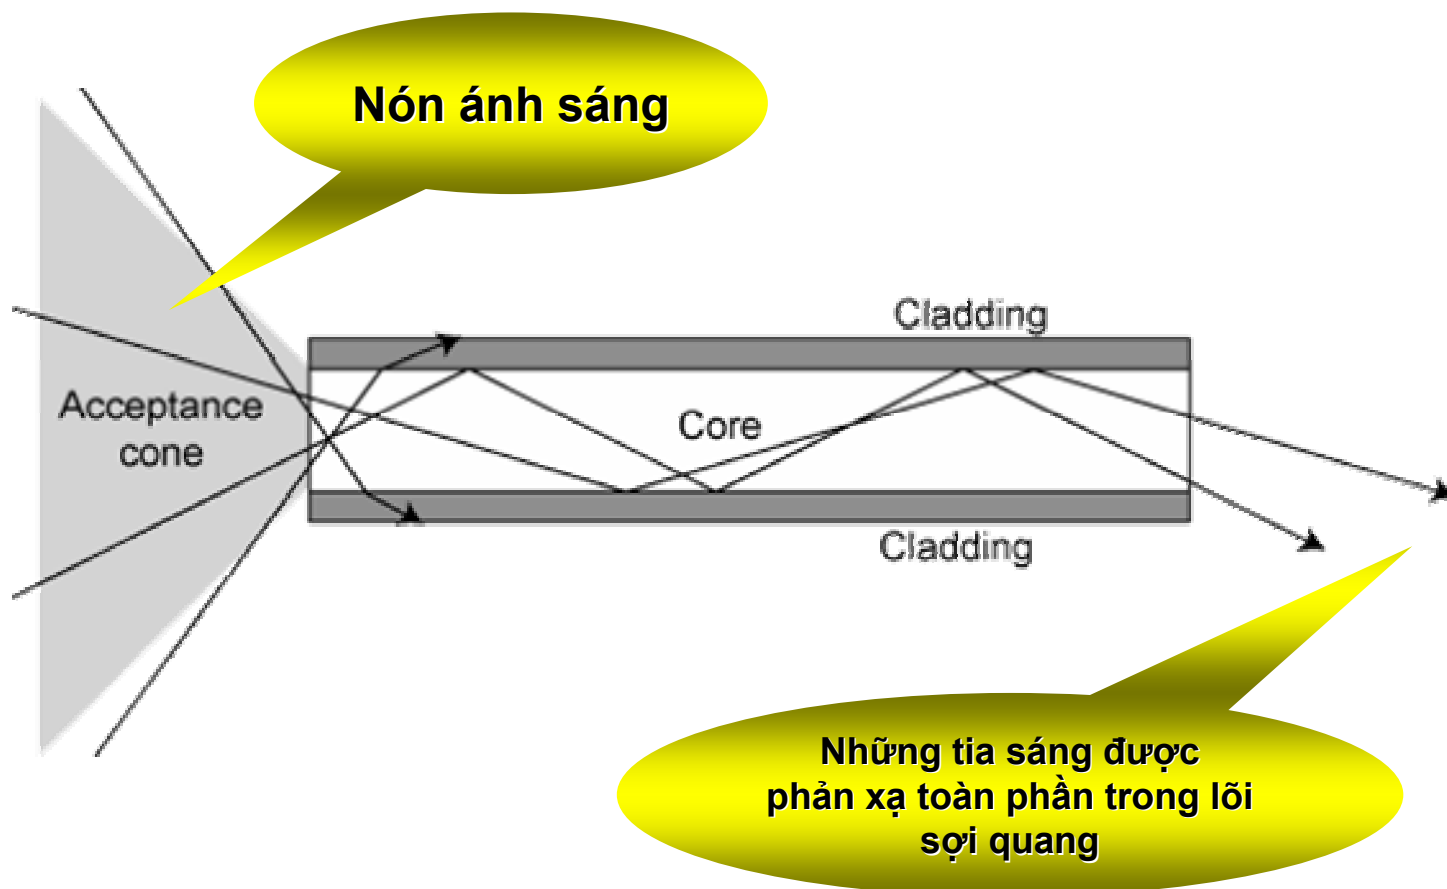 Nón ánh sáng
Cladding
Acceptance
cone
Core
Cladding
Những tia sáng được
phản xạ toàn phần trong lõi
sợi quang